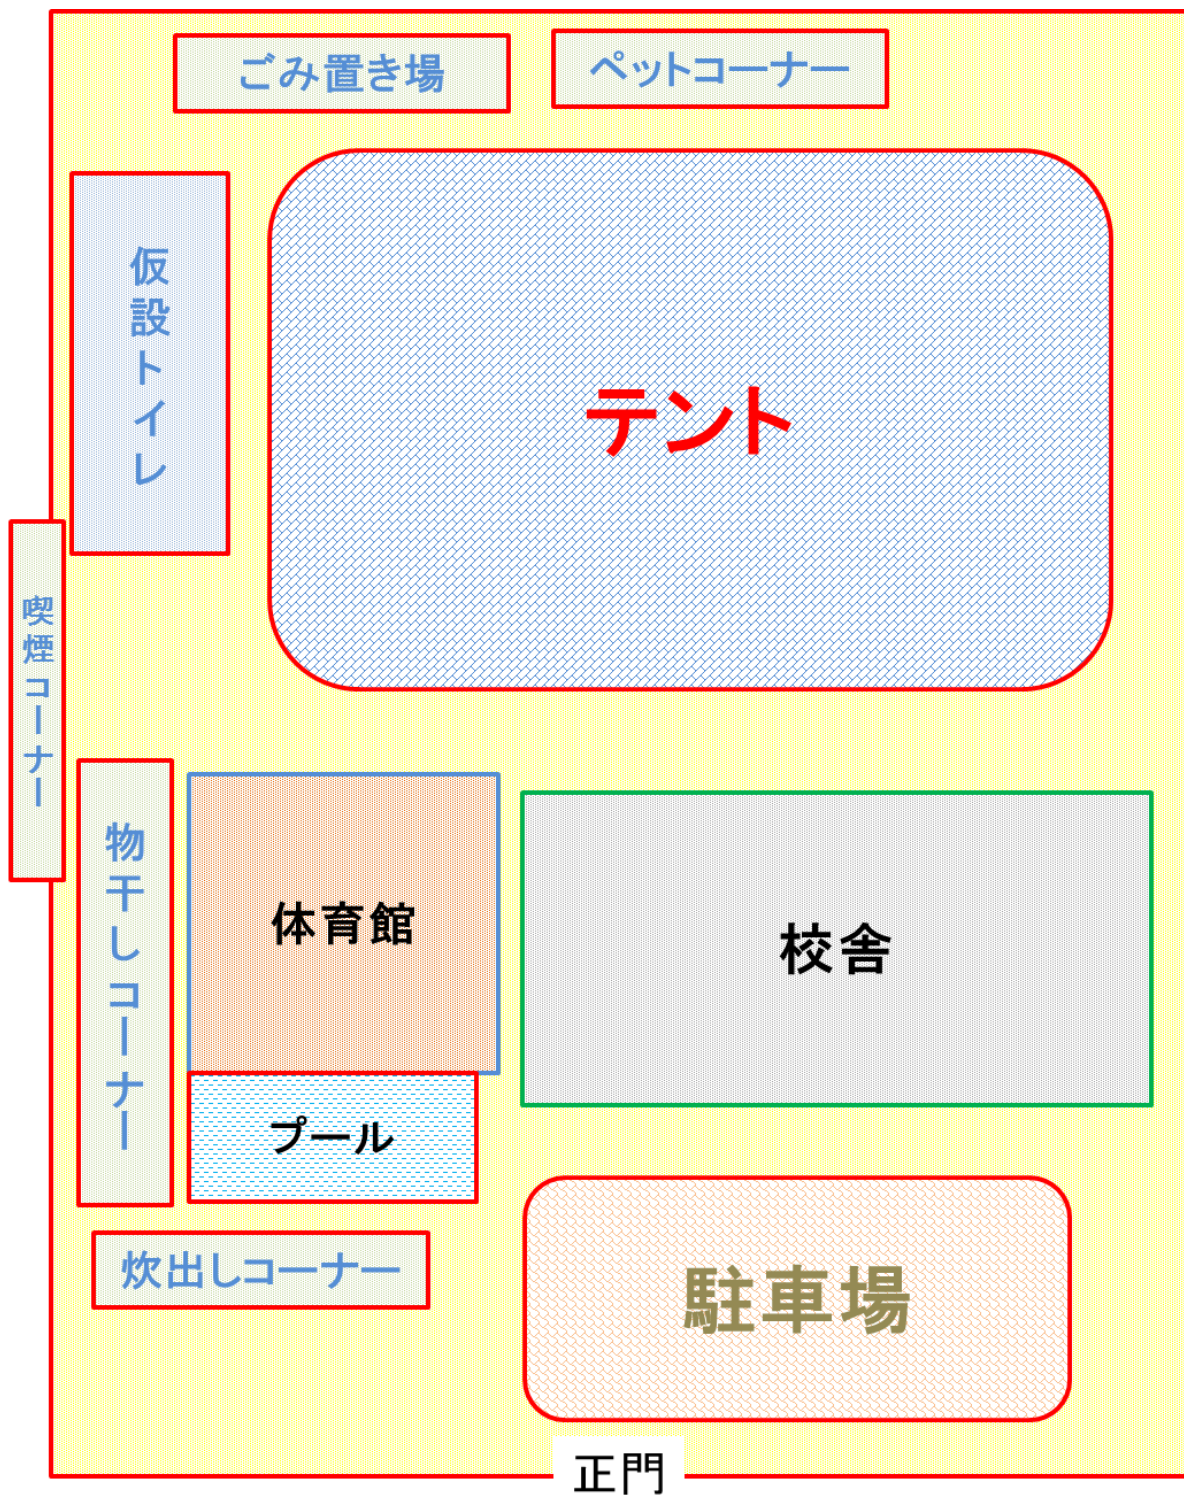 ごみ置き場
ペットコーナー
仮設トイレ
テント
喫煙コーナー
物干しコーナー
体育館
校舎
プール
炊出しコーナー
駐車場
正門